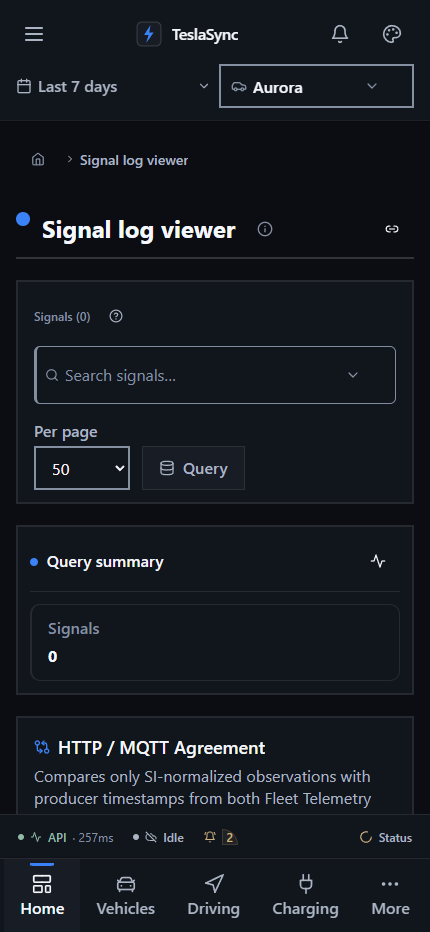 TeslaSync
Last 7 days
Aurora
Signal log viewer
Signal log viewer
Signals (0)
Search signals...
Per page
50
Query
Query summary
Signals
0
HTTP / MQTT Agreement
Compares only SI-normalized observations with
producer timestamps from both Fleet Telemetry
API · 257ms
Idle
2
Status
Home
Vehicles
Driving
Charging
More